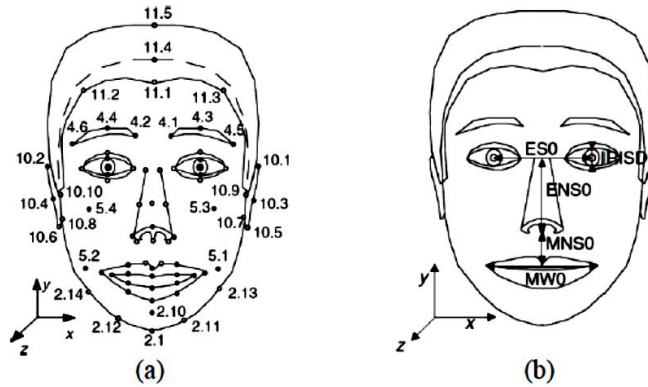 11.5
11.4
11.2 11.1 11.3
4.4 4.3
4.6 4.2 4.1 4.5
10.2 10.1
10.10 10.9
10.4 10.3
5.4 5.3
10.8 10.7
10.6 10.5
5.2 5.1
2.14 2.13
2.10
2.12 2.11
2.1
y
x
z
(a)
ES0
IRISD0
ENS0
MNS0
MW0
y
x
z
(b)